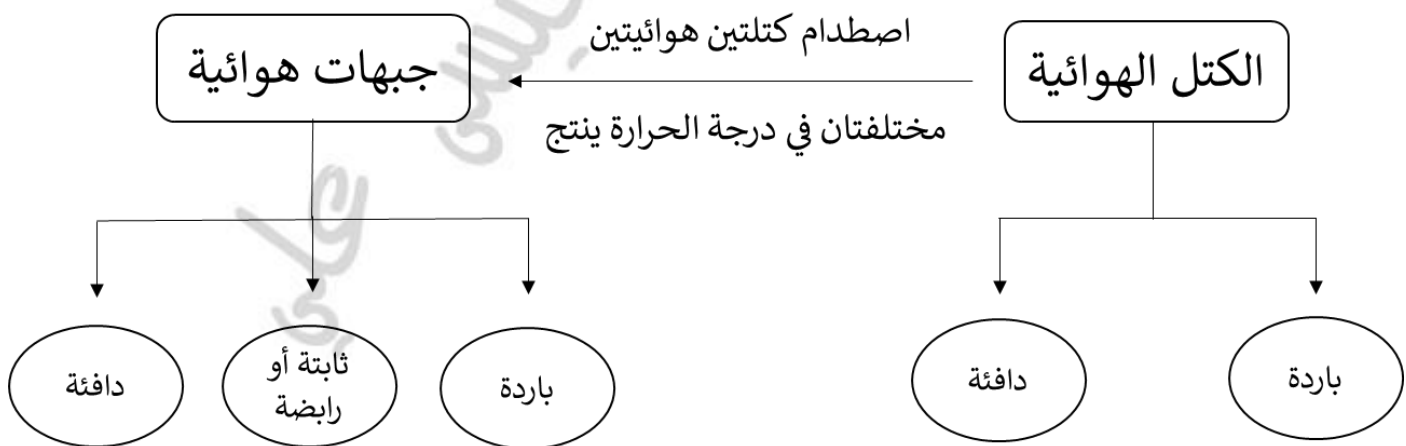 الكتل الهوائية
اصطدام كتلتين هوائيتين
مختلفتان في درجة الحرارة ينتج
جبهات هوائية
باردة
دافئة
باردة
ثابتة أو
رابضة
دافئة